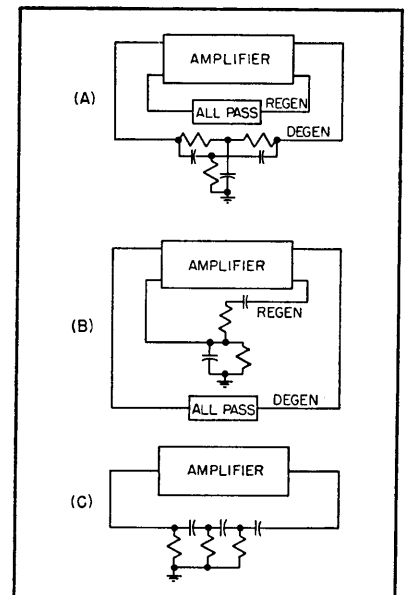 (A)
AMPLIFIER
ALL PASS
REGEN
DEGEN
(B)
AMPLIFIER
REGEN
ALL PASS
DEGEN
(C)
AMPLIFIER